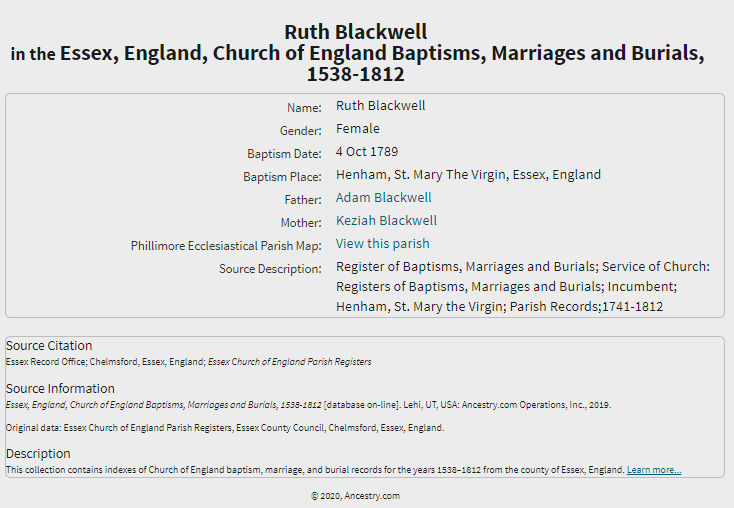 Ruth Blackwell
in the Essex, England, Church of England Baptisms, Marriages and Burials,
1538-1812
Name: Ruth Blackwell
Gender: Female
Baptism Date: 4 Oct 1789
Baptism Place: Henham, St. Mary The Virgin, Essex, England
Father: Adam Blackwell
Mother: Keziah Blackwell
Phillimore Ecclesiastical Parish Map: View this parish
Source Description: Register of Baptisms, Marriages and Burials; Service of Church:
Registers of Baptisms, Marriages and Burials; Incumbent;
Henham, St. Mary the Virgin; Parish Records;1741-1812
Source Citation
Essex Record Office; Chelmsford, Essex, England; Essex Church of England Parish Registers
Source Information
Essex, England, Church of England Baptisms, Marriages and Burials, 1538-1812 [database on-line]. Lehi, UT, USA: Ancestry.com Operations, Inc., 2019.
Original data: Essex Church of England Parish Registers, Essex County Council, Chelmsford, Essex, England.
Description
This collection contains indexes of Church of England baptism, marriage, and burial records for the years 1538–1812 from the county of Essex, England. Learn more...
© 2020, Ancestry.com